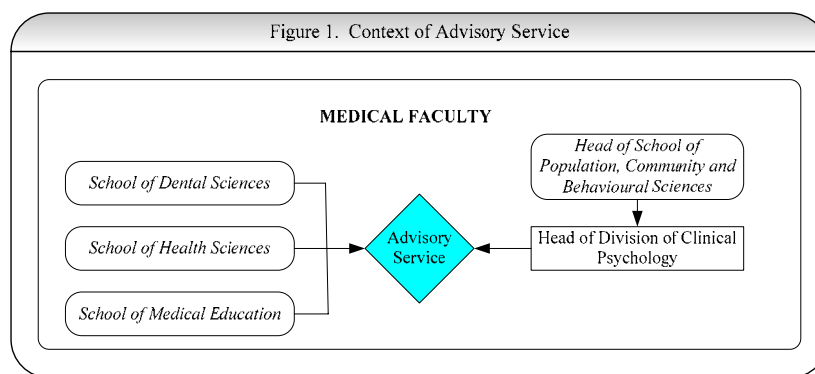 Figure 1. Context of Advisory Service
MEDICAL FACULTY
School of Dental Sciences
School of Health Sciences
School of Medical Education
Advisory
Service
Head of School of
Population, Community and
Behavioural Sciences
Head of Division of Clinical
Psychology